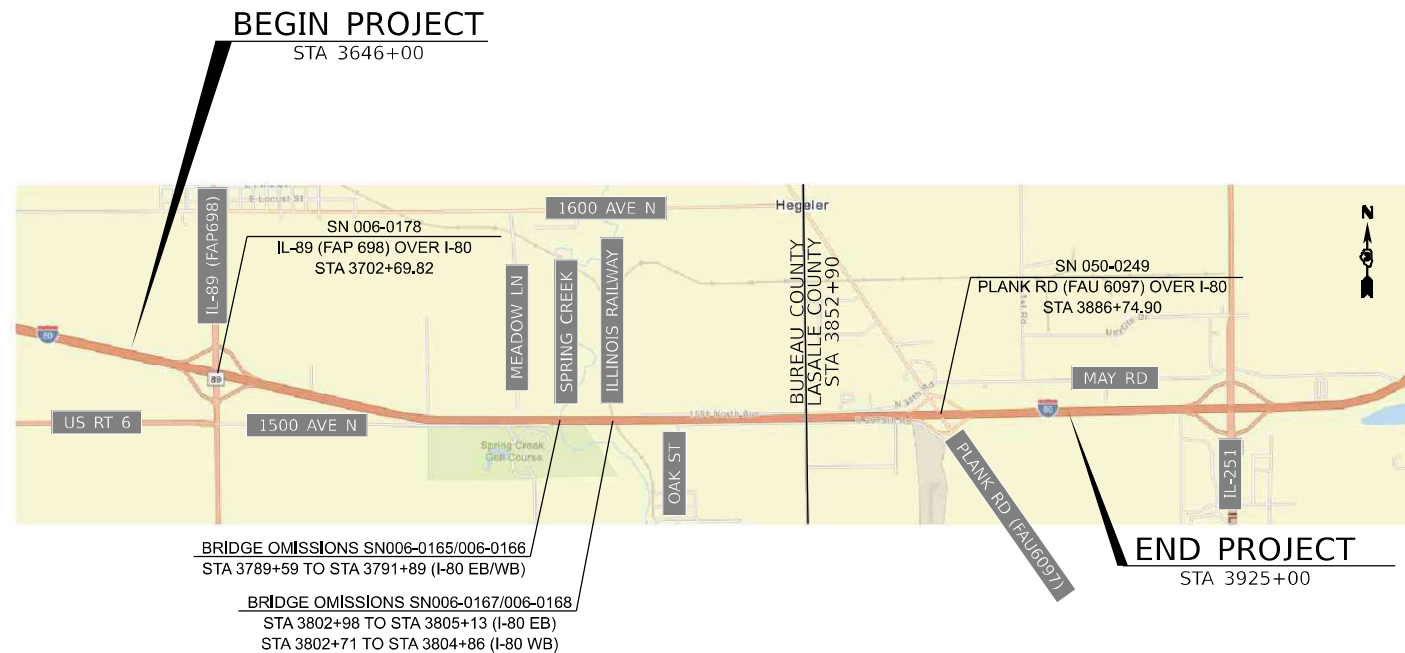 BEGIN PROJECT
STA 3646+00
E Locust St
1600 AVE N
Hegeler
IL-89 (FAP698)
SN 006-0178
IL-89 (FAP 698) OVER I-80
STA 3702+69.82
MEADOW LN
SPRING CREEK
ILLINOIS RAILWAY
BUREAU COUNTY
LASALLE COUNTY
STA 3852+90
SN 050-0249
PLANK RD (FAU 6097) OVER I-80
STA 3886+74.90
N
80
89
MAY RD
80
US RT 6
1500 AVE N
Spring Creek
Golf Course
OAK ST
PLANK RD (FAU6097)
IL-251
BRIDGE OMISSIONS SN006-0165/006-0166
STA 3789+59 TO STA 3791+89 (I-80 EB/WB)
BRIDGE OMISSIONS SN006-0167/006-0168
STA 3802+98 TO STA 3805+13 (I-80 EB)
STA 3802+71 TO STA 3804+86 (I-80 WB)
END PROJECT
STA 3925+00